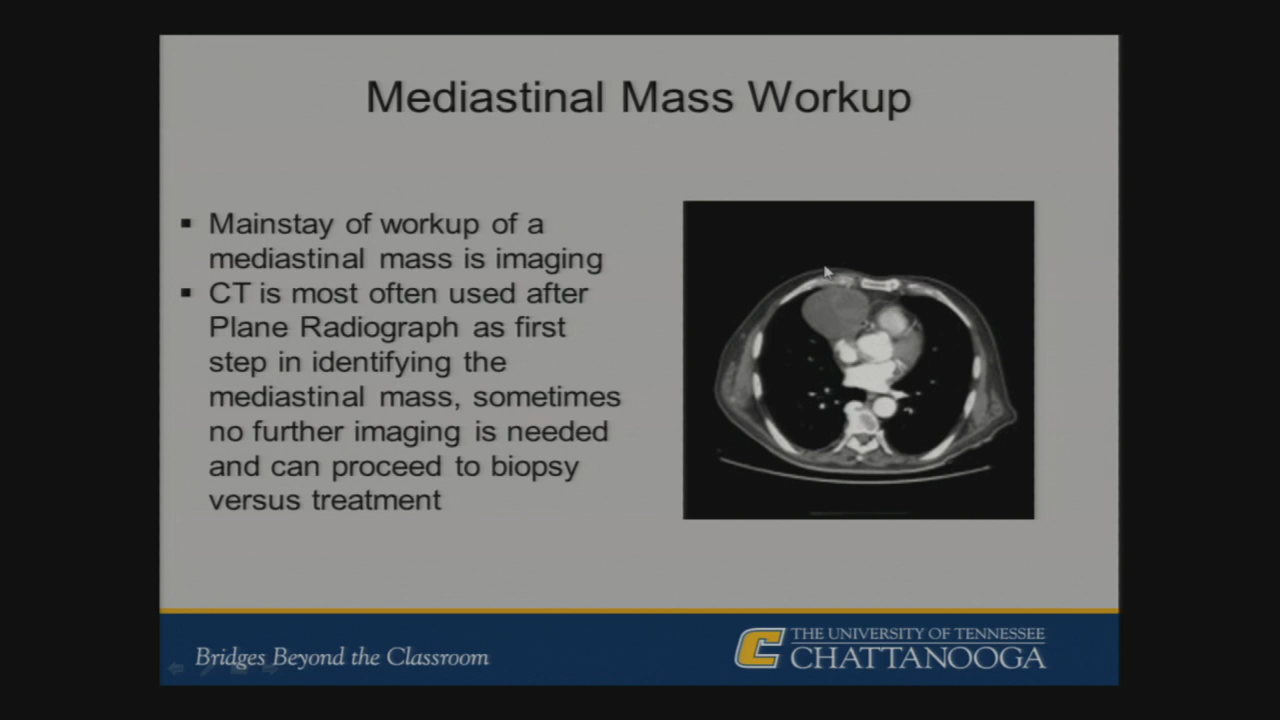 Mediastinal Mass Workup
▪ Mainstay of workup of a
mediastinal mass is imaging
▪ CT is most often used after
Plane Radiograph as first
step in identifying the
mediastinal mass, sometimes
no further imaging is needed
and can proceed to biopsy
versus treatment
Bridges Beyond the Classroom
C THE UNIVERSITY OF TENNESSEE
CHATTANOOGA